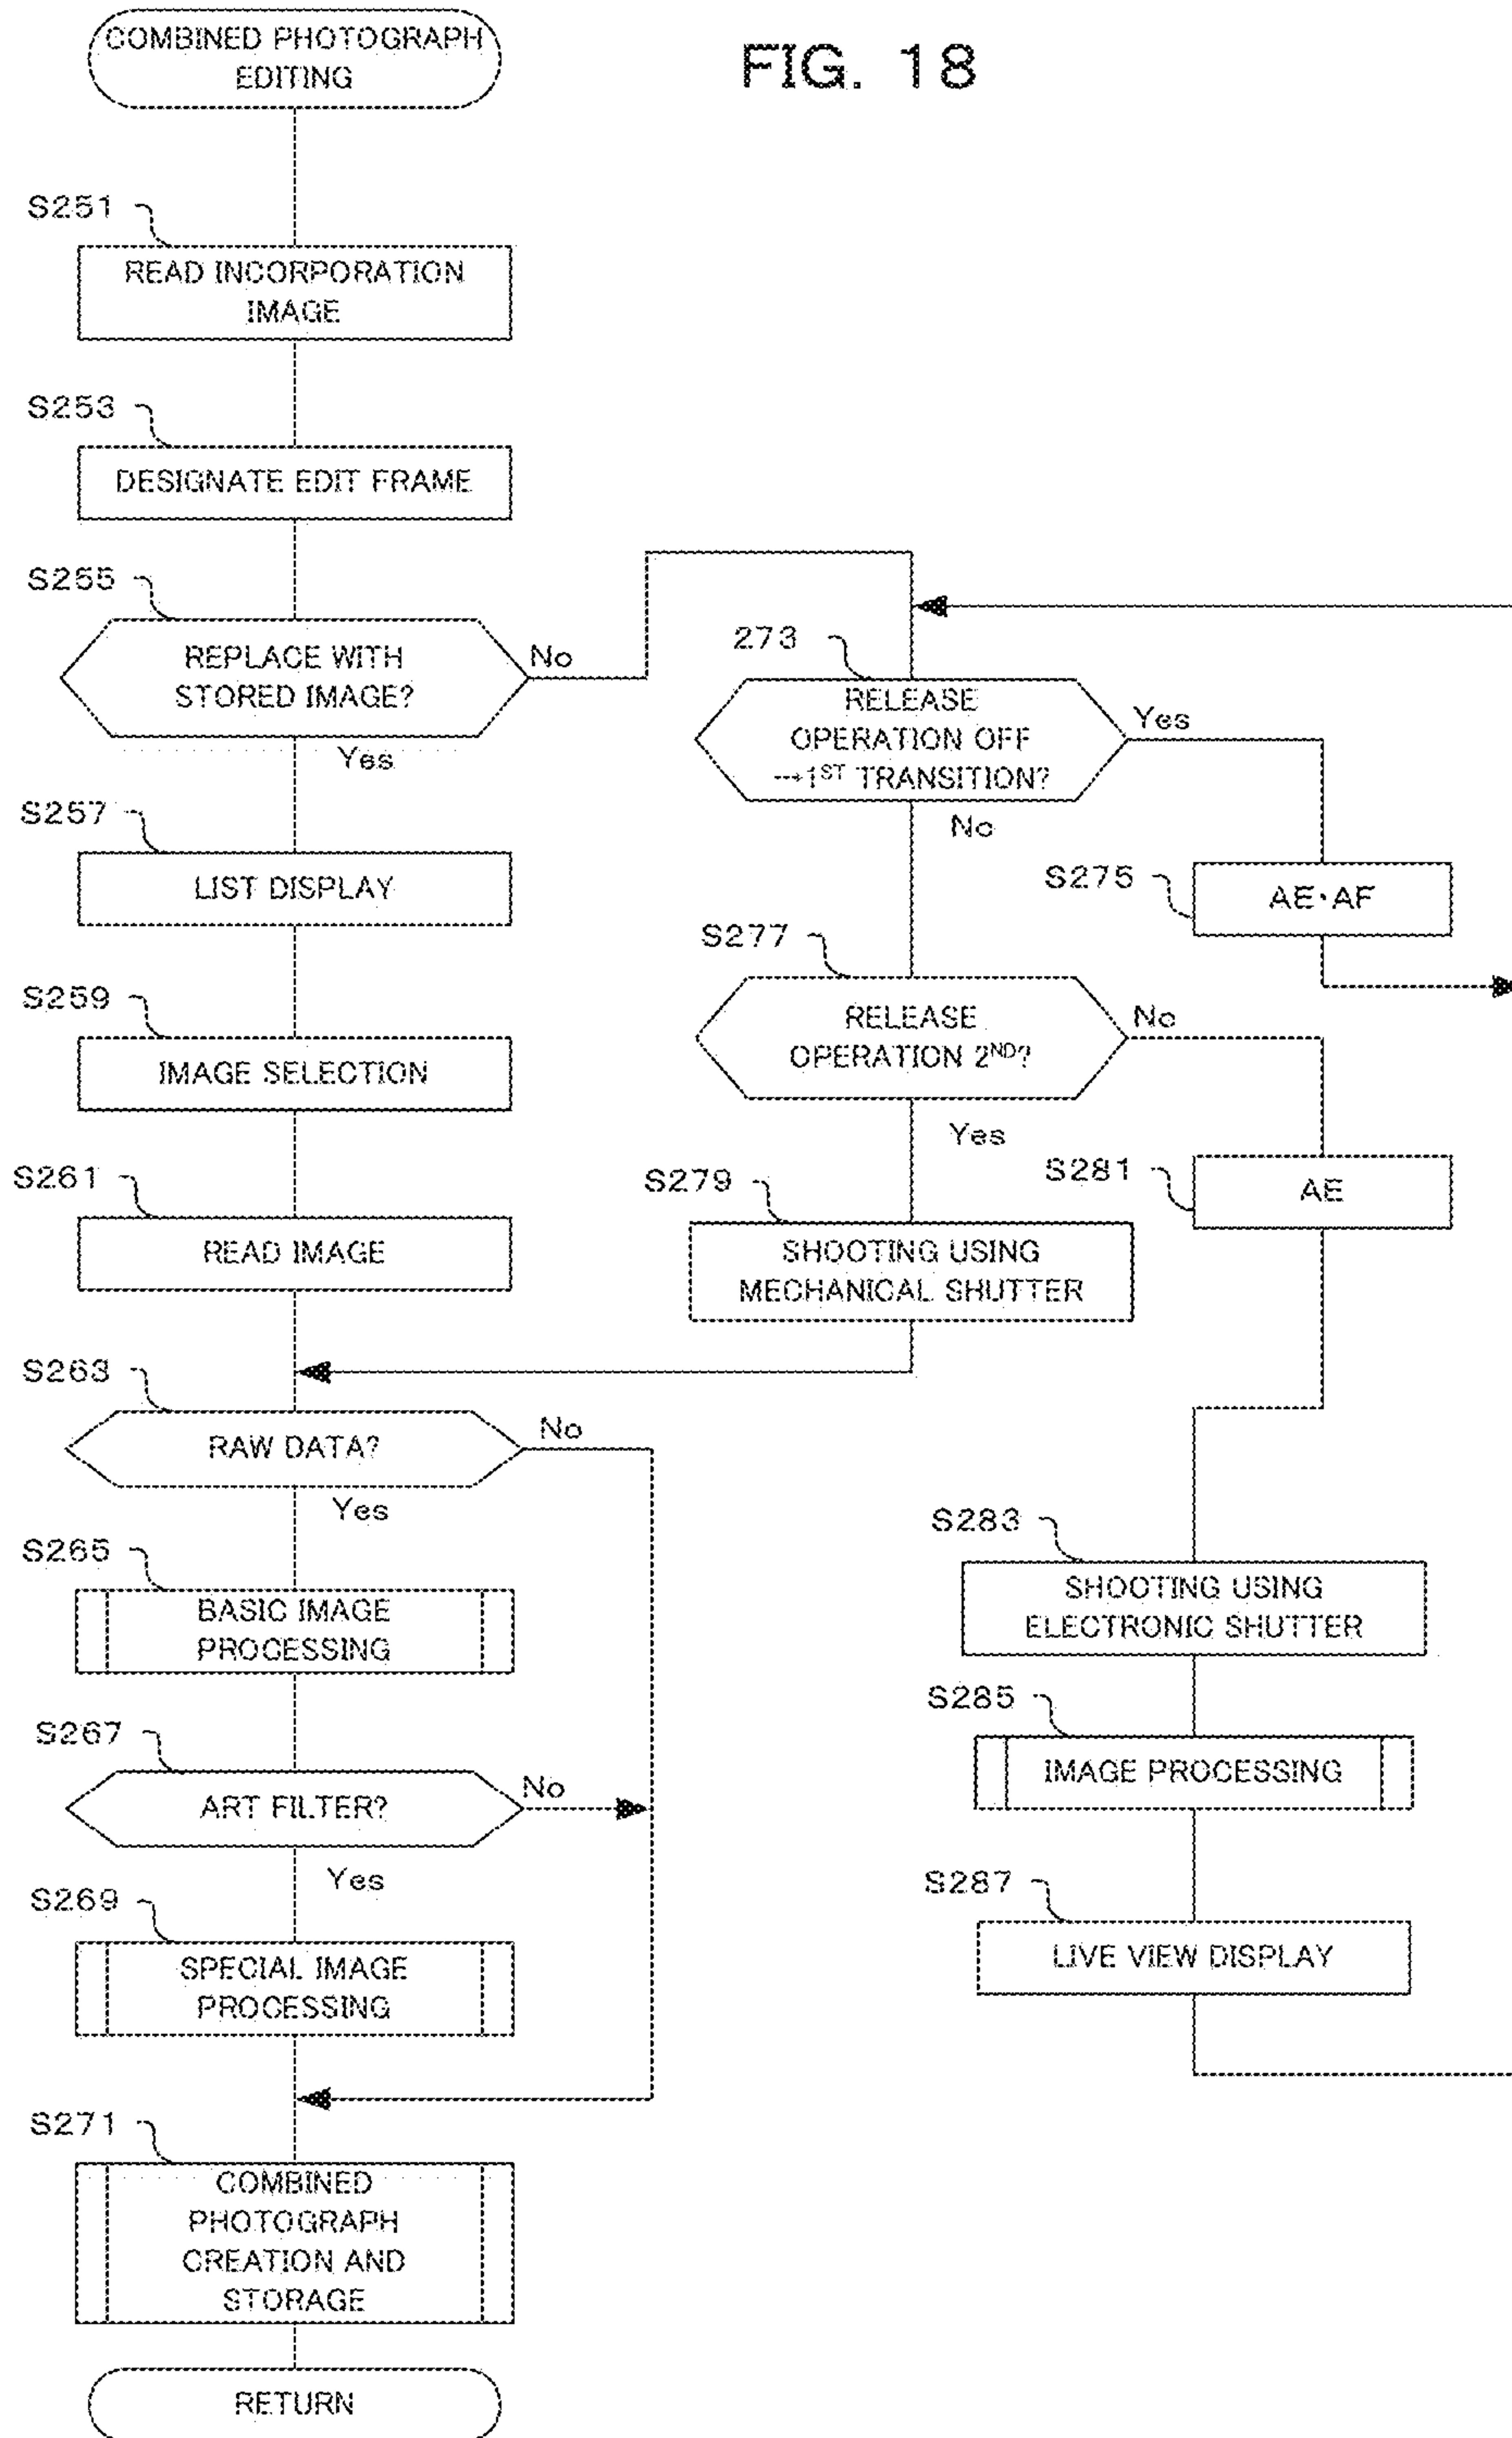 COMBINED PHOTOGRAPH
EDITING
FIG. 18
S251
READ INCORPORATION
IMAGE
S253
DESIGNATE EDIT FRAME
S255
REPLACE WITH
STORED IMAGE?
No
Yes
S257
LIST DISPLAY
S259
IMAGE SELECTION
S261
READ IMAGE
S263
RAW DATA?
No
Yes
S265
BASIC IMAGE
PROCESSING
S267
ART FILTER?
No
Yes
S269
SPECIAL IMAGE
PROCESSING
S271
COMBINED
PHOTOGRAPH
CREATION AND
STORAGE
RETURN
273
RELEASE
OPERATION OFF
→1ST TRANSITION?
Yes
No
S275
AE·AF
S277
RELEASE
OPERATION 2ND?
No
Yes
S279
SHOOTING USING
MECHANICAL SHUTTER
S281
AE
S283
SHOOTING USING
ELECTRONIC SHUTTER
S285
IMAGE PROCESSING
S287
LIVE VIEW DISPLAY